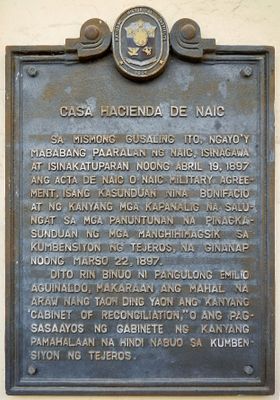 CASA HACIENDA DE NAIC
SA MISMONG GUSALING ITO, NGAYO'Y
MABABANG PAARALAN NG NAIC, ISINAGAWA
AT ISINAKATUPARAN NOONG ABRIL 19, 1897
ANG ACTA DE NAIC O NAIC MILITARY AGREE-
MENT, ISANG KASUNDUAN NINA BONIFACIO
AT NG KANYANG MGA KAPANALIG NA SALU-
NGAT SA MGA PANUNTUNAN NA PINAGKA-
SUNDUAN NG MGA MANGHIHIMAGSIK SA
KUMBENSIYON NG TEJEROS, NA GINANAP
NOONG MARSO 22, 1897.
DITO RIN BINUO NI PANGULONG EMILIO
AGUINALDO, MAKARAAN ANG MAHAL NA
ARAW NANG TAON DING YAON ANG KANYANG
"CABINET OF RECONCILIATION," O ANG PAG-
SASAAYOS NG GABINETE NG KANYANG
PAMAHALAAN NA HINDI NABUO SA KUMBEN-
SIYON NG TEJEROS.